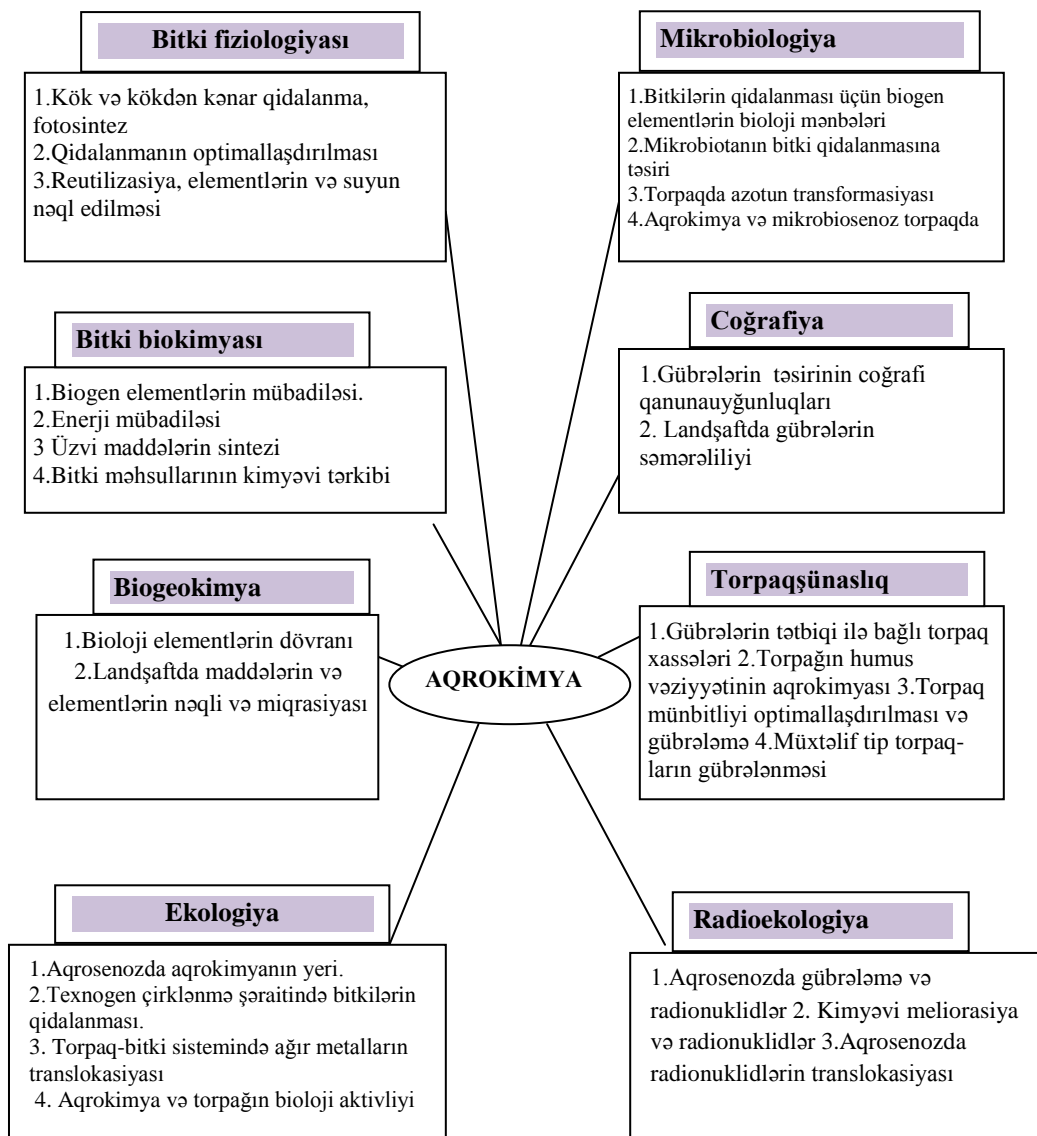 Bitki fiziologiyası
1.Kök və kökdən kənar qidalanma,
fotosintez
2.Qidalanmanın optimallaşdırılması
3.Reutilizasiya, elementlərin və suyun
nəql edilməsi
Mikrobiologiya
1.Bitkilərin qidalanması üçün biogen
elementlərin bioloji mənbələri
2.Mikrobiotanın bitki qidalanmasına
təsiri
3.Torpaqda azotun transformasiyası
4.Aqrokimya və mikrobiosenoz torpaqda
Bitki biokimyası
1.Biogen elementlərin mübadiləsi.
2.Enerji mübadiləsi
3 Üzvi maddələrin sintezi
4.Bitki məhsullarının kimyəvi tərkibi
Coğrafiya
1.Gübrələrin təsirinin coğrafi
qanunauyğunluqları
2. Landşaftda gübrələrin
səmərəliliyi
Biogeokimya
1.Bioloji elementlərin dövranı
2.Landşaftda maddələrin və
elementlərin nəqli və miqrasiyası
AQROKİMYA
Torpaqşünaslıq
1.Gübrələrin tətbiqi ilə bağlı torpaq
xassələri 2.Torpağın humus
vəziyyətinin aqrokimyası 3.Torpaq
münbitliyi optimallaşdırılması və
gübrələmə 4.Müxtəlif tip torpaq-
ların gübrələnməsi
Ekologiya
1.Aqrosenozda aqrokimyanın yeri.
2.Texnogen çirklənmə şəraitində bitkilərin
qidalanması.
3. Torpaq-bitki sistemində ağır metalların
translokasiyası
4. Aqrokimya və torpağın bioloji aktivliyi
Radioekologiya
1.Aqrosenozda gübrələmə və
radionuklidlər 2. Kimyəvi meliorasiya
və radionuklidlər 3.Aqrosenozda
radionuklidlərin translokasiyası